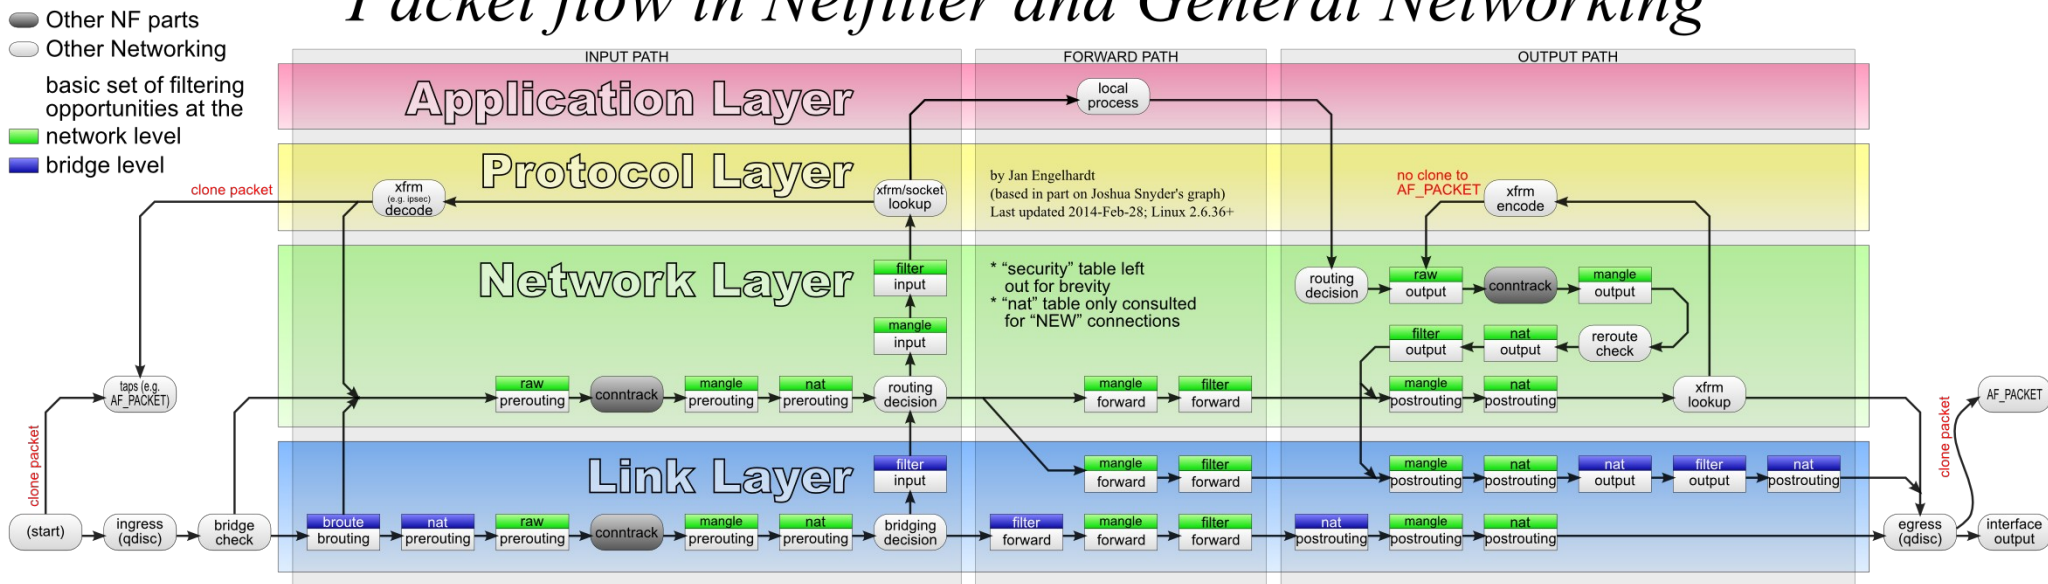 Packet flow in Netfilter and General Networking
Other NF parts
Other Networking
basic set of filtering
opportunities at the
network level
bridge level
INPUT PATH
FORWARD PATH
OUTPUT PATH
Application Layer
local
process
Protocol Layer
clone packet
xfrm
(e.g. ipsec)
decode
xfrm/socket
lookup
by Jan Engelhardt
(based in part on Joshua Snyder's graph)
Last updated 2014-Feb-28; Linux 2.6.36+
no clone to
AF_PACKET
xfrm
encode
Network Layer
filter
input
mangle
input
* “security” table left
out for brevity
* “nat” table only consulted
for “NEW” connections
routing
decision
raw
output
conntrack
mangle
output
filter
output
nat
output
reroute
check
taps (e.g.
AF_PACKET)
raw
prerouting
conntrack
mangle
prerouting
nat
prerouting
routing
decision
mangle
forward
filter
forward
mangle
postrouting
nat
postrouting
xfrm
lookup
AF_PACKET
clone packet
clone packet
Link Layer
filter
input
mangle
forward
filter
forward
mangle
postrouting
nat
postrouting
nat
output
filter
output
nat
postrouting
(start)
ingress
(qdisc)
bridge
check
broute
brouting
nat
prerouting
raw
prerouting
conntrack
mangle
prerouting
nat
prerouting
bridging
decision
filter
forward
mangle
forward
filter
forward
nat
postrouting
mangle
postrouting
nat
postrouting
egress
(qdisc)
interface
output